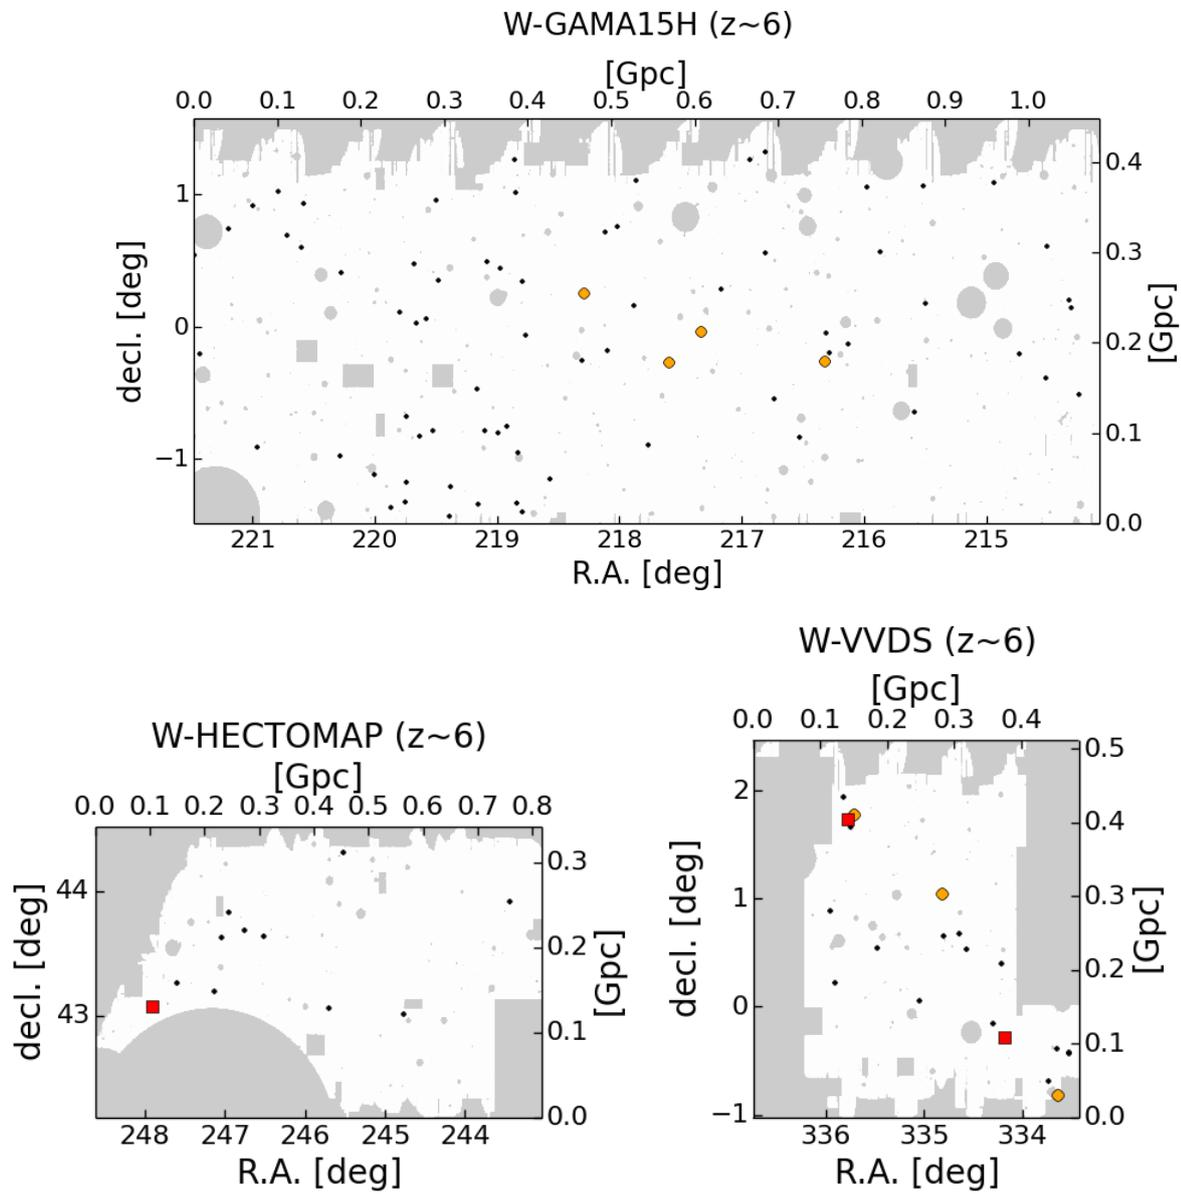 W-GAMA15H (z~6)
[Gpc]
0.0 0.1 0.2 0.3 0.4 0.5 0.6 0.7 0.8 0.9 1.0
1
0
−1
decl. [deg]
0.4
0.3
0.2
0.1
0.0
[Gpc]
221 220 219 218 217 216 215
R.A. [deg]
W-HECTOMAP (z~6)
[Gpc]
0.0 0.1 0.2 0.3 0.4 0.5 0.6 0.7 0.8
44
43
decl. [deg]
0.3
0.2
0.1
0.0
[Gpc]
248 247 246 245 244
R.A. [deg]
W-VVDS (z~6)
[Gpc]
0.0 0.1 0.2 0.3 0.4
2
1
0
−1
decl. [deg]
0.5
0.4
0.3
0.2
0.1
0.0
[Gpc]
336 335 334
R.A. [deg]